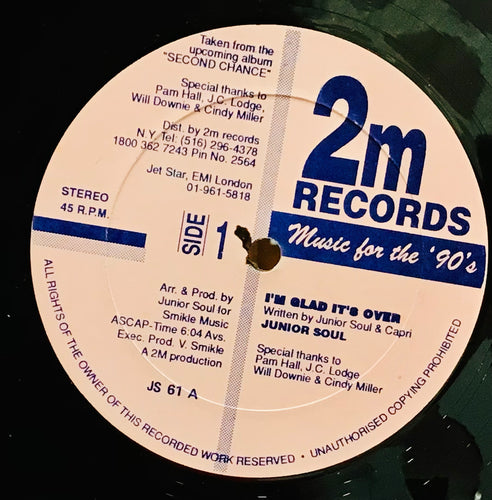 Taken from the
upcoming album
"SECOND CHANCE"
Special thanks to
Pam Hall, J.C. Lodge,
Will Downie & Cindy Miller
Dist. by 2m records
N.Y. Tel: (516) 296-4378
1800 362 7243 Pin No. 2564
Jet Star, EMI London
01-961-5818
2m
RECORDS
Music for the '90's
STEREO
45 R.P.M.
SIDE 1
Arr. & Prod. by
Junior Soul for
Smikle Music
ASCAP-Time 6:04 Avs.
Exec. Prod. V. Smikle
A 2M production
JS 61 A
I'M GLAD IT'S OVER
Written by Junior Soul & Capri
JUNIOR SOUL
Special thanks to
Pam Hall, J.C. Lodge
Will Downie & Cindy Miller
ALL RIGHTS OF THE OWNER OF THIS RECORDED WORK RESERVED • UNAUTHORISED COPYING PROHIBITED